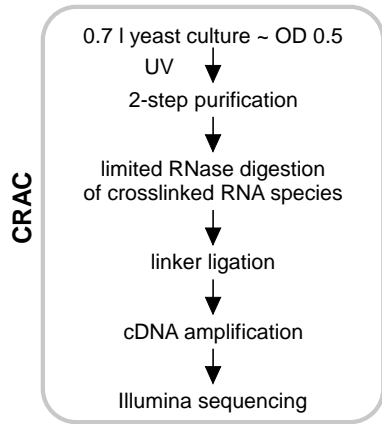 CRAC
0.7 l yeast culture ~ OD 0.5
UV
2-step purification
limited RNase digestion
of crosslinked RNA species
linker ligation
cDNA amplification
Illumina sequencing